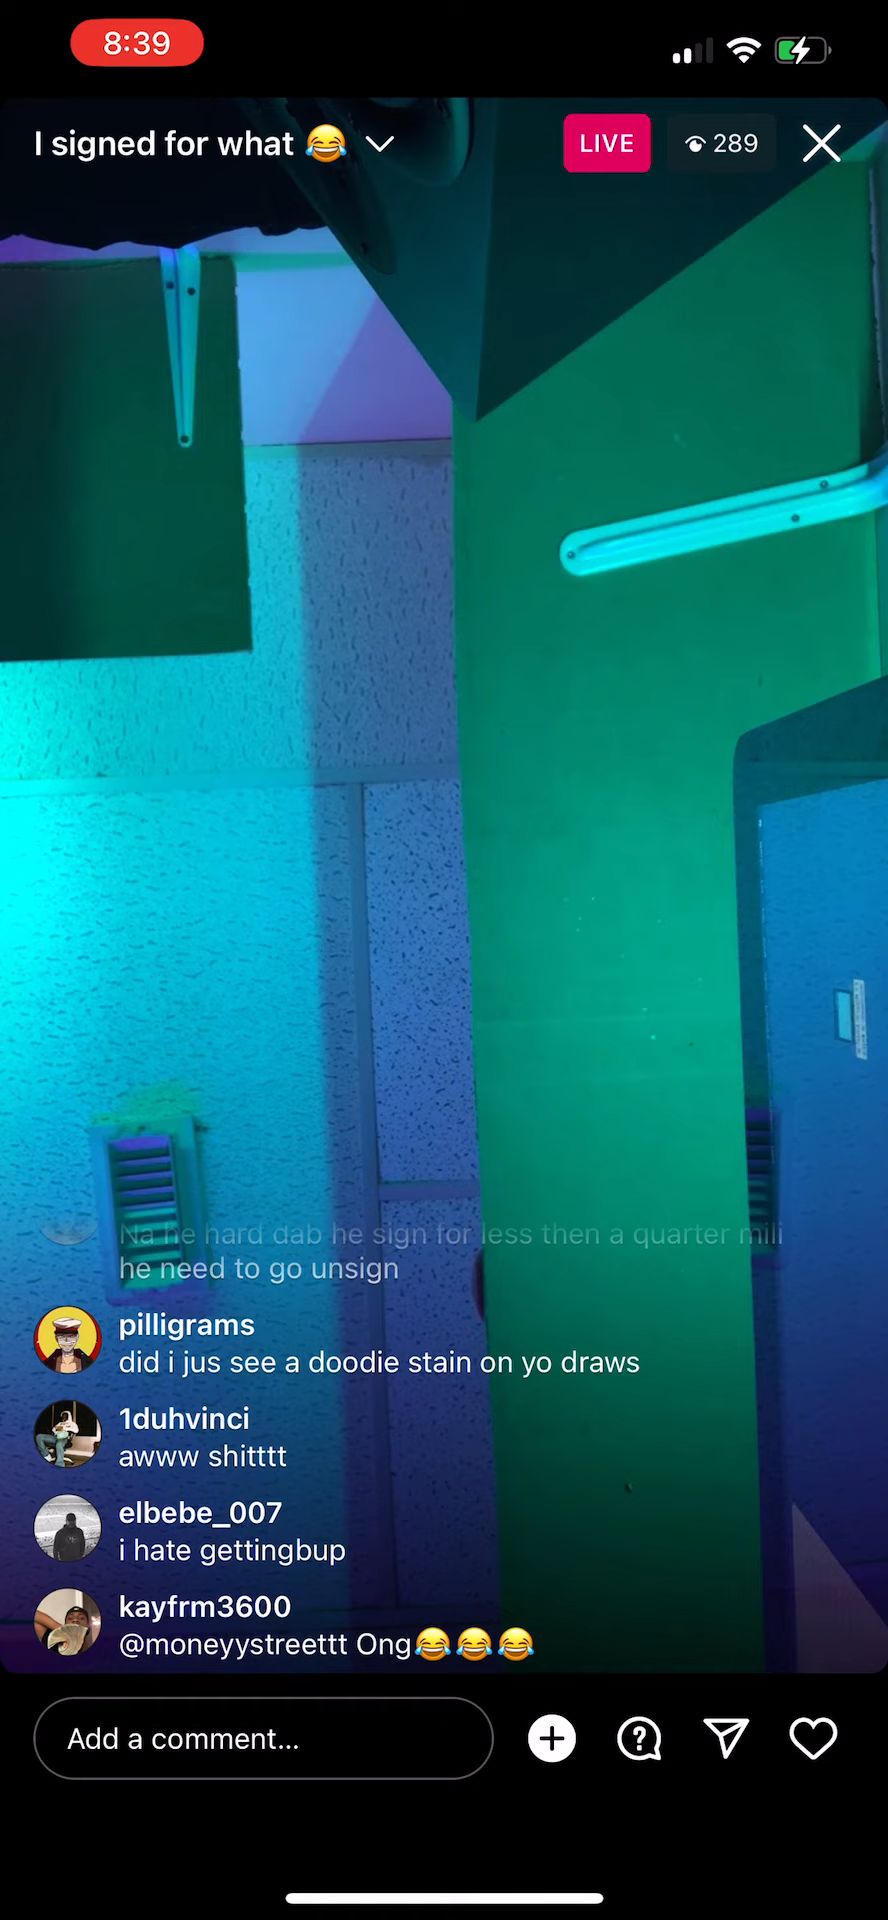 8:39
I signed for what 😂
LIVE
289
Na he hard dab he sign for less then a quarter mili
he need to go unsign
pilligrams
did i jus see a doodie stain on yo draws
1duhvinci
awww shitttt
elbebe_007
i hate gettingbup
kayfrm3600
@moneyystreettt Ong😂😂😂
Add a comment...